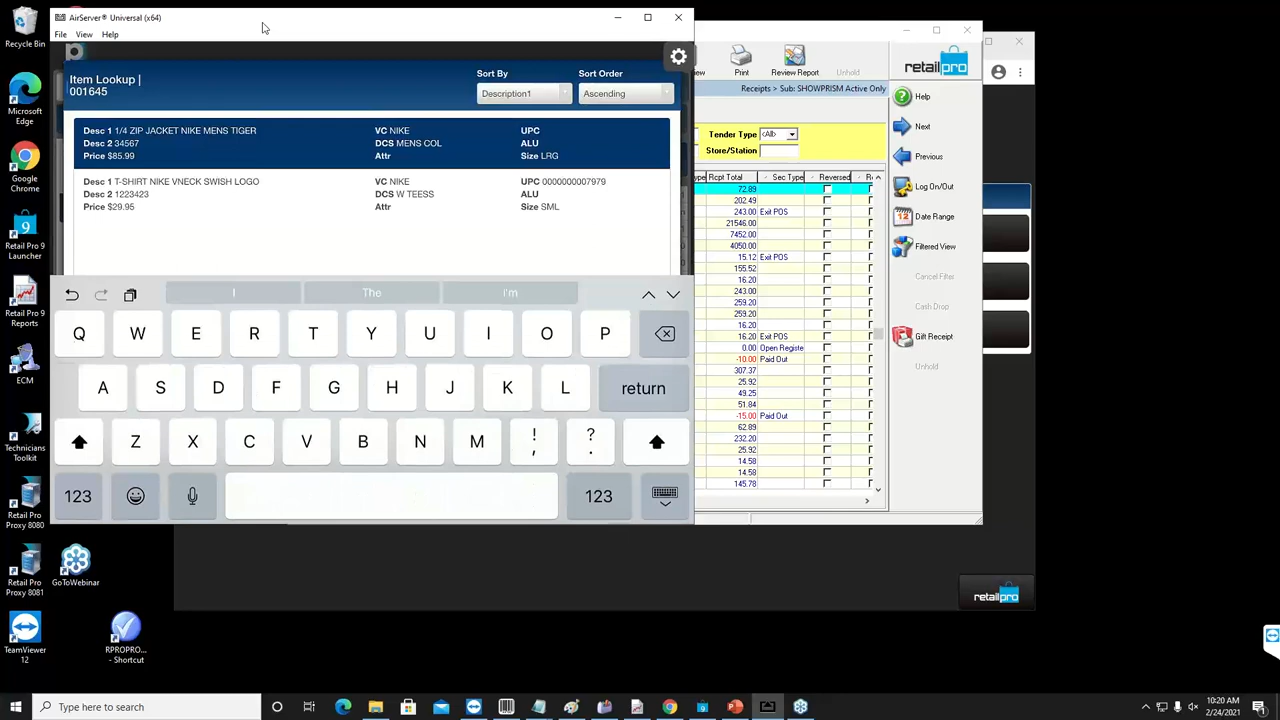 Recycle Bin
Microsoft Edge
Google Chrome
Retail Pro 9 Launcher
Retail Pro 9 Reports
ECM
Technicians Toolkit
Retail Pro Proxy 8080
Retail Pro Proxy 8081
GoToWebinar
TeamViewer 12
RPROPRO... - Shortcut
AirServer® Universal (x64)
File View Help
Item Lookup |
001645
Sort By
Description1
Sort Order
Ascending
Desc 1 1/4 ZIP JACKET NIKE MENS TIGER VC NIKE UPC
Desc 2 34567 DCS MENS COL ALU
Price $85.99 Attr Size LRG
Desc 1 T-SHIRT NIKE VNECK SWISH LOGO VC NIKE UPC 0000000007979
Desc 2 1223423 DCS W TEESS ALU
Price $29.95 Attr Size SML
I The I'm
Q W E R T Y U I O P
A S D F G H J K L return
Z X C V B N M ! , ? .
123 123
Print
Review Report
Unhold
Receipts > Sub: SHOWPRISM Active Only
Tender Type <All>
Store/Station
Rcpt Total Sec Type Reversed
72.89
202.49
243.00 Exit POS
21546.00
7452.00
4050.00
15.12 Exit POS
155.52
16.20
243.00
259.20
259.20
16.20
16.20 Exit POS
0.00 Open Registe
-10.00 Paid Out
307.37
25.92
49.25
51.84
-15.00 Paid Out
62.89
232.20
25.92
14.58
14.58
145.78
retailpro
Help
Next
Previous
Log On/Out
Date Range
Filtered View
Cancel Filter
Cash Drop
Gift Receipt
Unhold
retailpro
Type here to search
10:20 AM
2/24/2021